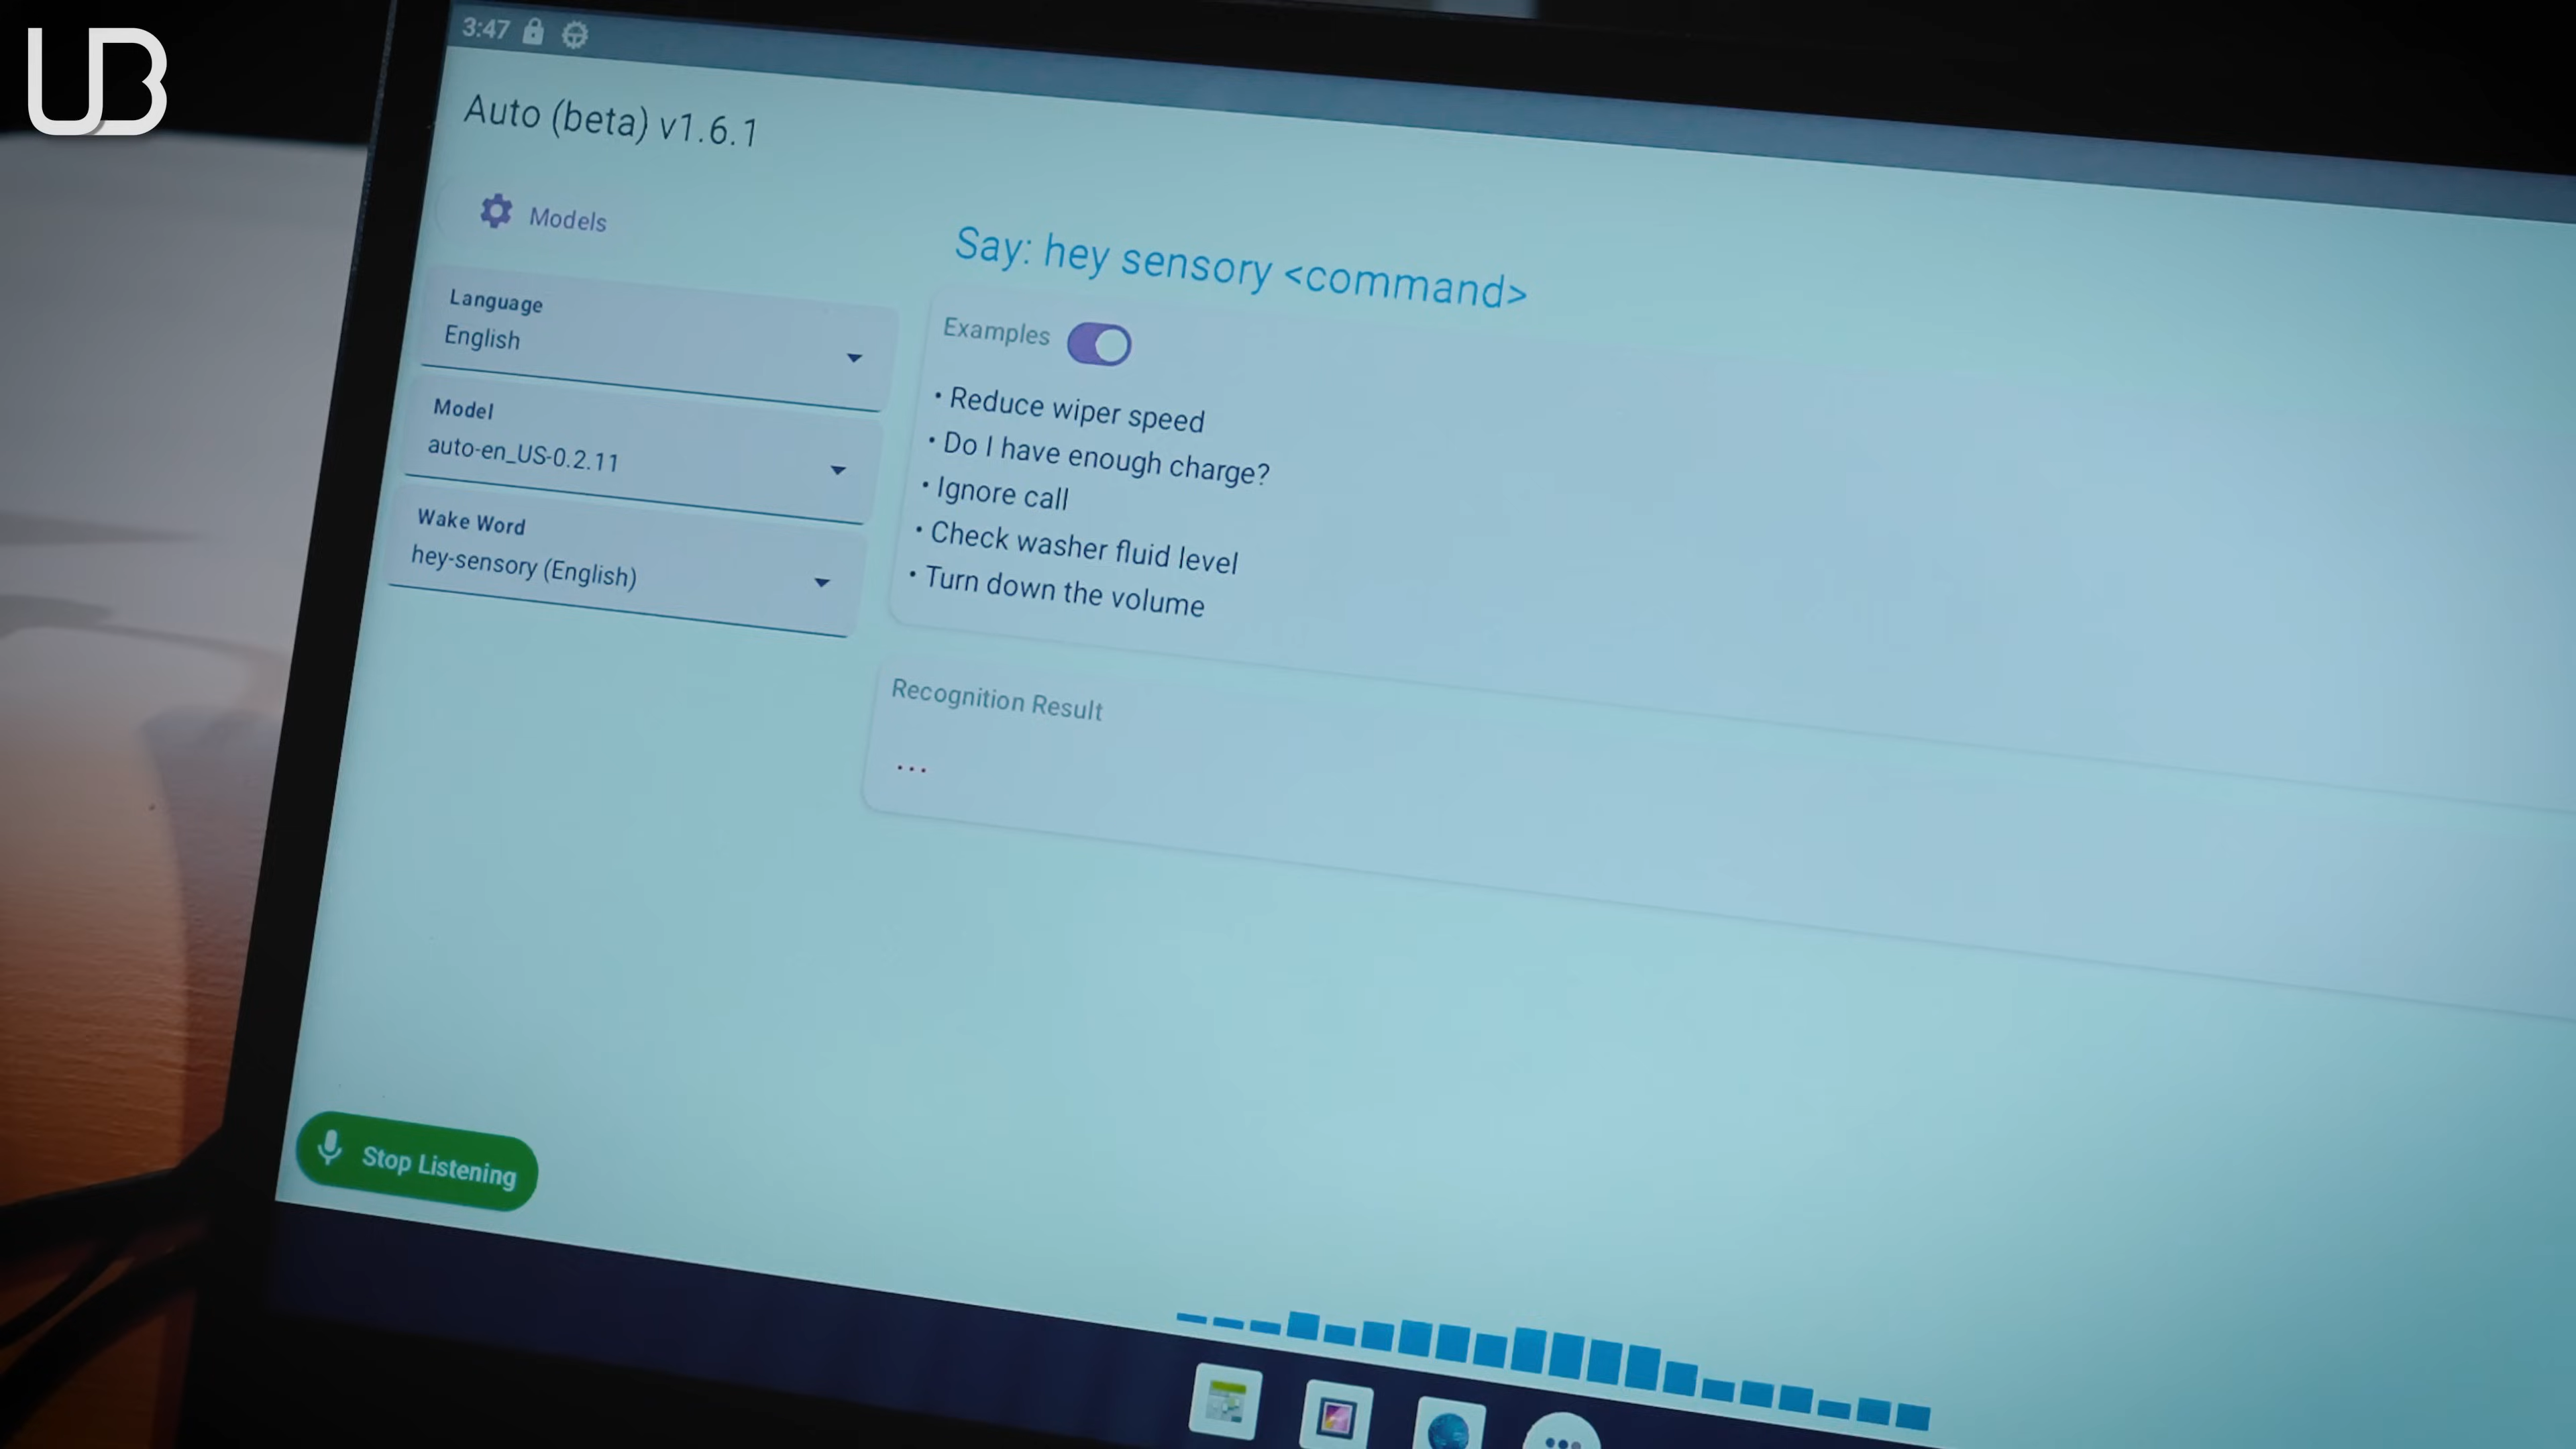 UB
3:47
Auto (beta) v1.6.1
Models
Language
English
Model
auto-en_US-0.2.11
Wake Word
hey-sensory (English)
Say: hey sensory <command>
Examples
• Reduce wiper speed
• Do I have enough charge?
• Ignore call
• Check washer fluid level
• Turn down the volume
Recognition Result
...
Stop Listening